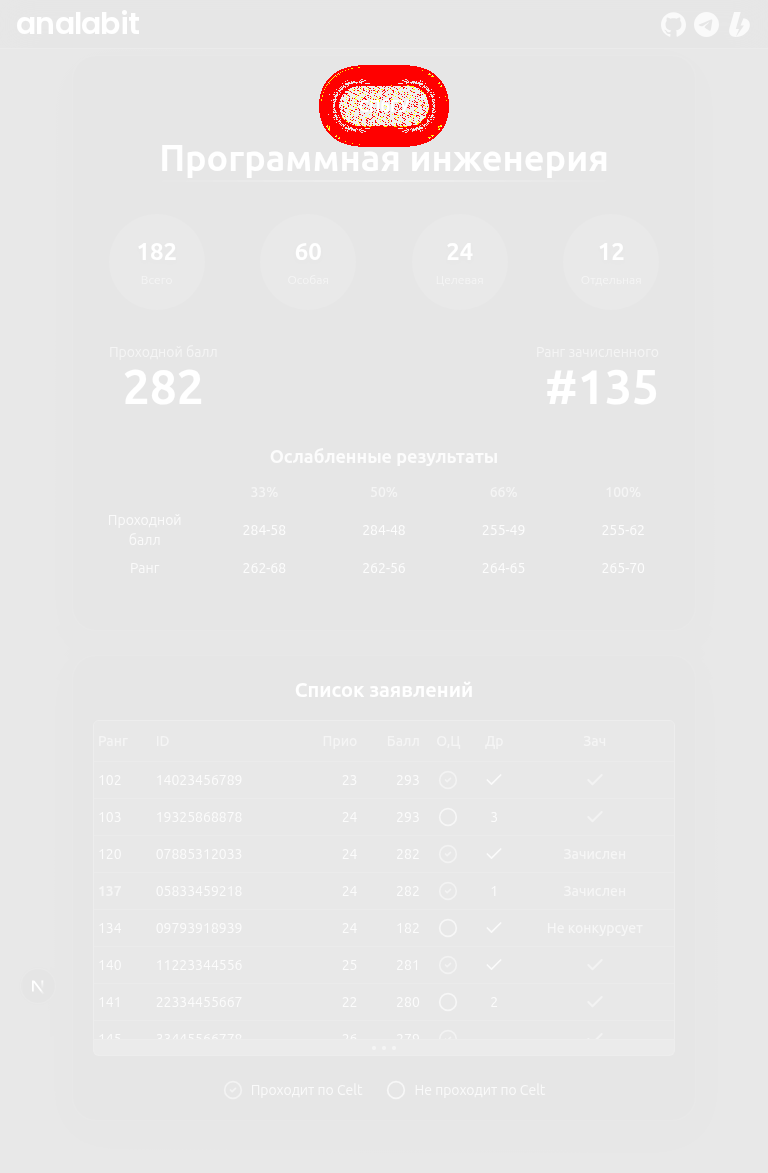 analabit
Программная инженерия
182 60 24 12
Всего Особая Целевая Отдельная
Проходной балл Ранг зачисленного
282 #135
Ослабленные результаты
33% 50% 66% 100%
Проходной
балл 284-58 284-48 255-49 255-62
Ранг 262-68 262-56 264-65 265-70
Список заявлений
Ранг ID Прио Балл О,Ц Др Зач
102 14023456789 23 293
103 19325868878 24 293 3
120 07885312033 24 282 Зачислен
137 05833459218 24 282 1 Зачислен
134 09793918939 24 182 Не конкурсует
140 11223344556 25 281
141 22334455667 22 280 2
145 33445566778 26 279
Проходит по Celt Не проходит по Celt